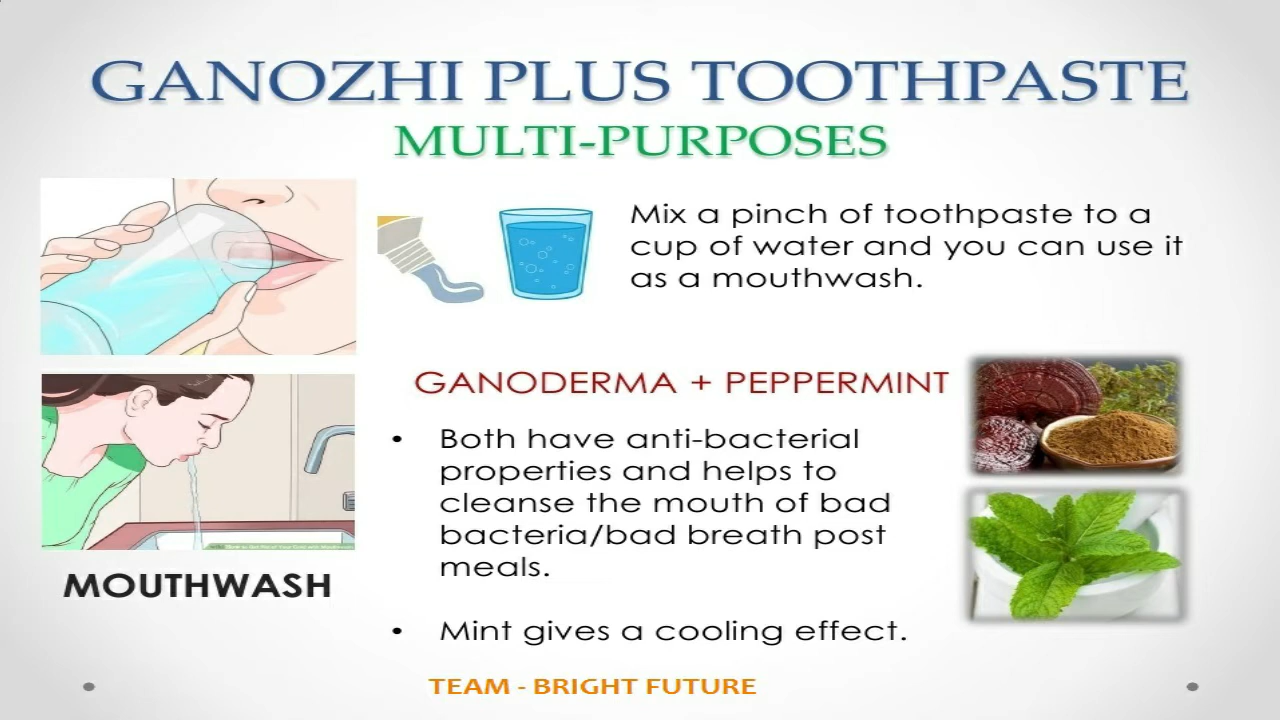 GANOZHI PLUS TOOTHPASTE
MULTI-PURPOSES
Mix a pinch of toothpaste to a
cup of water and you can use it
as a mouthwash.
GANODERMA + PEPPERMINT
• Both have anti-bacterial
properties and helps to
cleanse the mouth of bad
bacteria/bad breath post
meals.
• Mint gives a cooling effect.
MOUTHWASH
TEAM - BRIGHT FUTURE